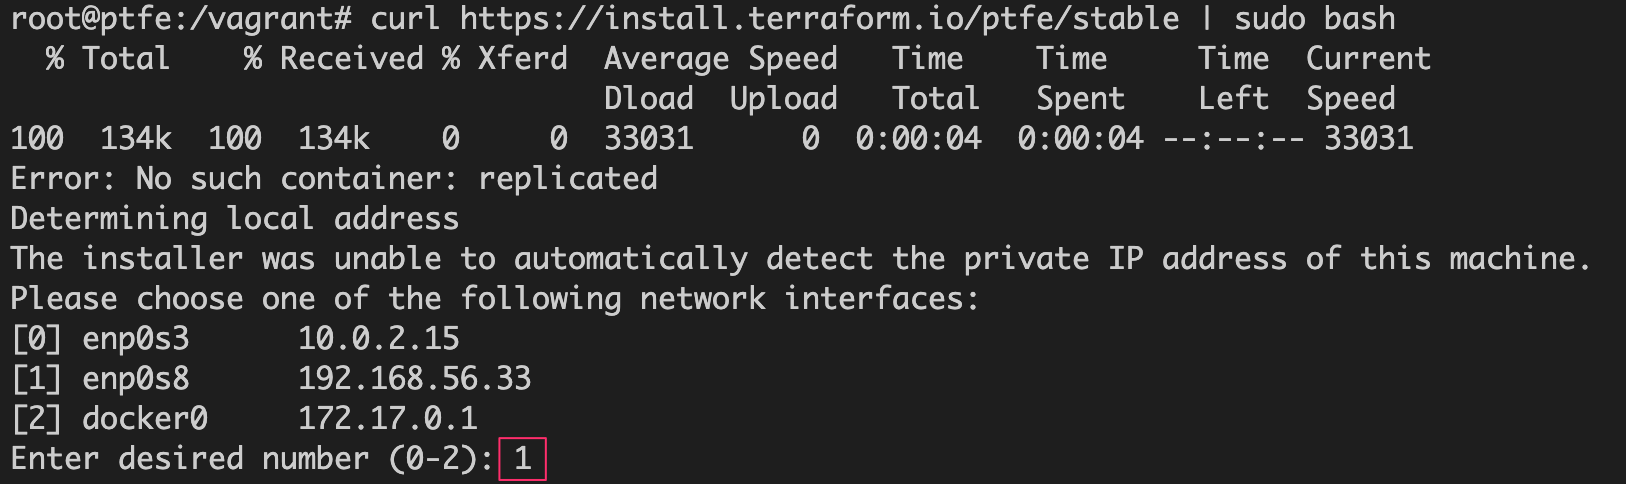 root@ptfe:/vagrant# curl https://install.terraform.io/ptfe/stable | sudo bash
  % Total    % Received % Xferd  Average Speed   Time    Time     Time  Current
                                 Dload  Upload   Total   Spent    Left  Speed
100  134k  100  134k    0     0  33031      0  0:00:04  0:00:04 --:--:-- 33031
Error: No such container: replicated
Determining local address
The installer was unable to automatically detect the private IP address of this machine.
Please choose one of the following network interfaces:
[0] enp0s3      10.0.2.15
[1] enp0s8      192.168.56.33
[2] docker0     172.17.0.1
Enter desired number (0-2): 1